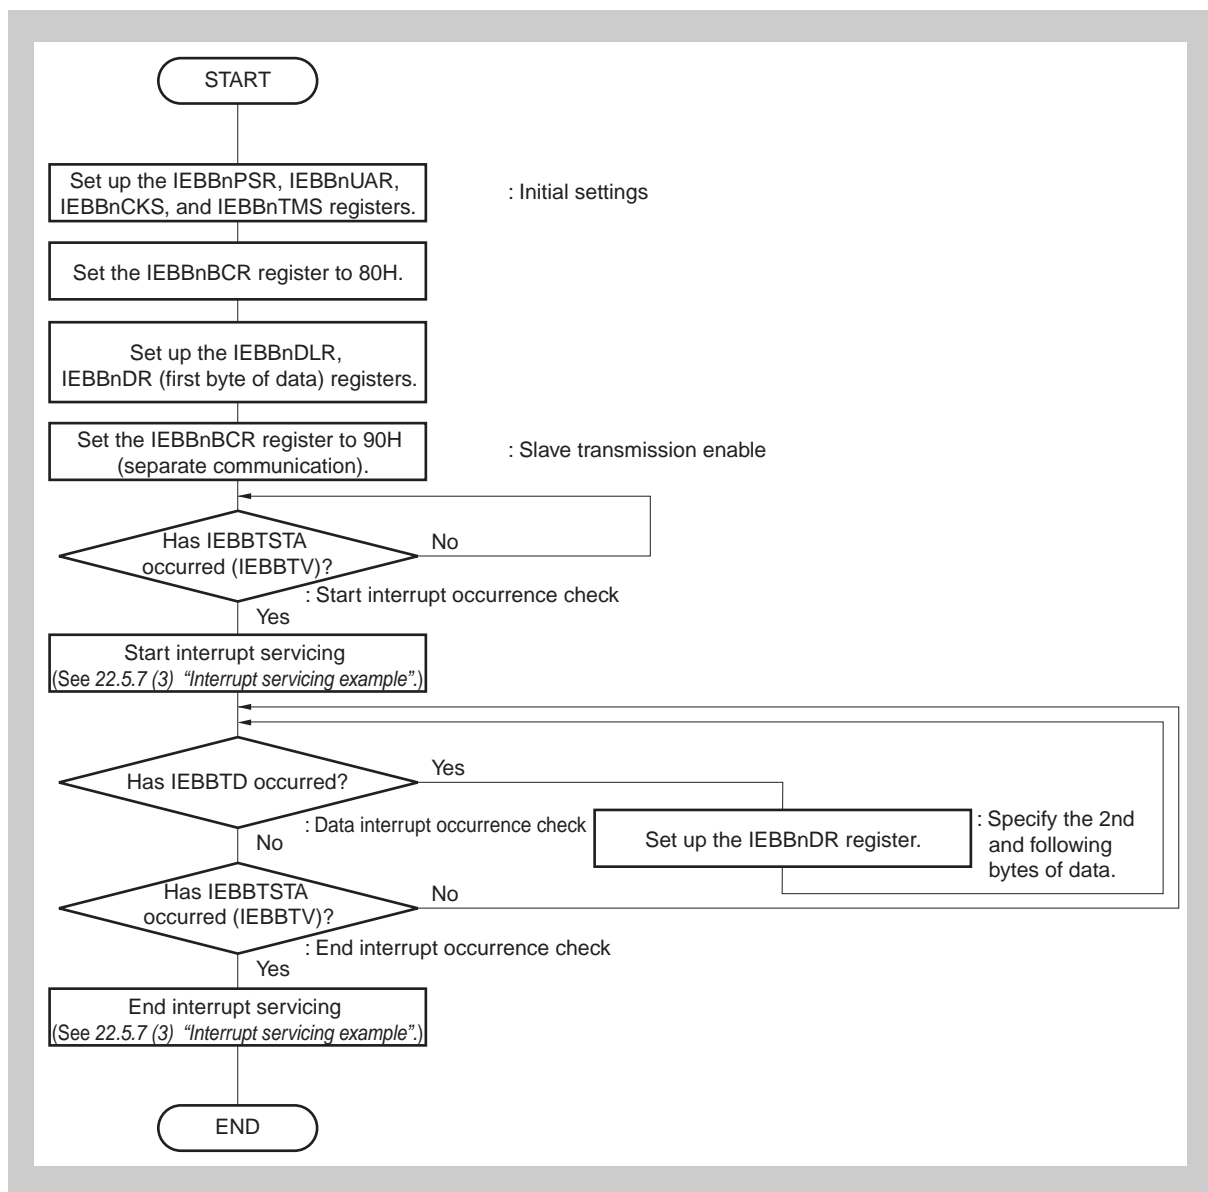 START
Set up the IEBBnPSR, IEBBnUAR,
IEBBnCKS, and IEBBnTMS registers.
: Initial settings
Set the IEBBnBCR register to 80H.
Set up the IEBBnDLR,
IEBBnDR (first byte of data) registers.
Set the IEBBnBCR register to 90H
(separate communication).
: Slave transmission enable
Has IEBBTSTA
occurred (IEBBTV)?
No
: Start interrupt occurrence check
Yes
Start interrupt servicing
(See 22.5.7 (3) “Interrupt servicing example”.)
Has IEBBTD occurred?
Yes
: Data interrupt occurrence check
No
Set up the IEBBnDR register.
: Specify the 2nd
and following
bytes of data.
Has IEBBTSTA
occurred (IEBBTV)?
No
: End interrupt occurrence check
Yes
End interrupt servicing
(See 22.5.7 (3) “Interrupt servicing example”.)
END